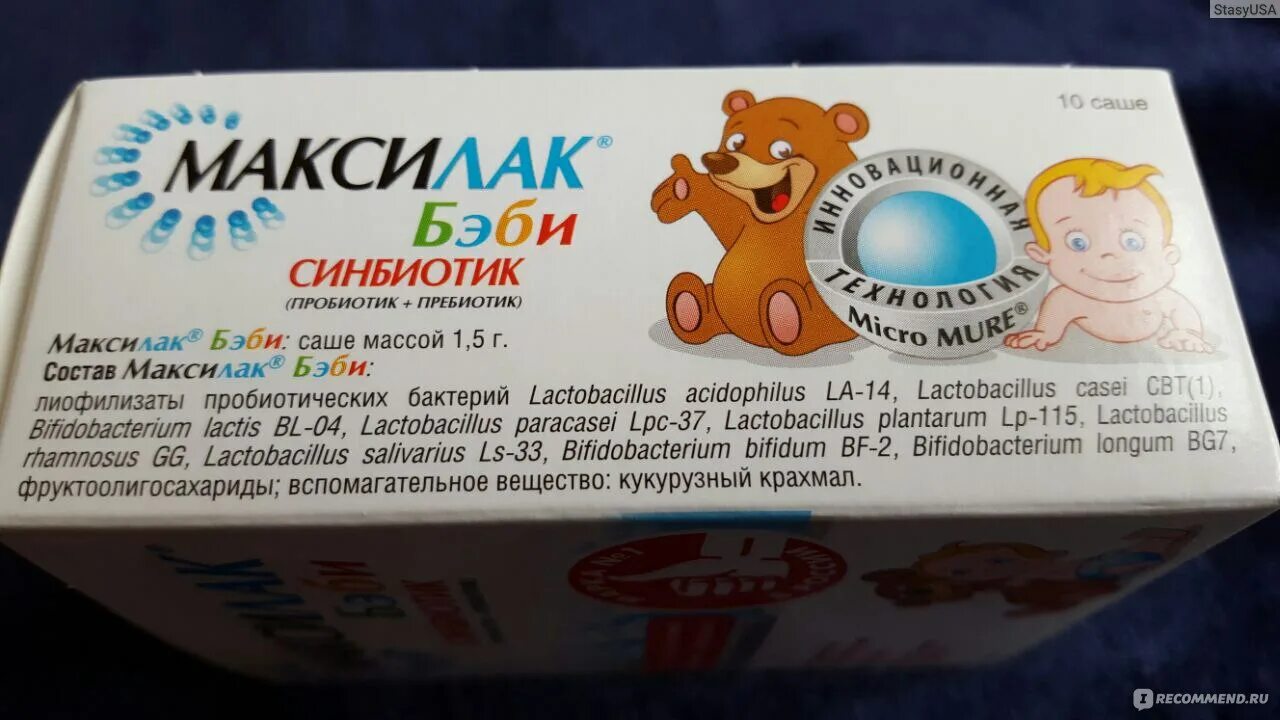 StasyUSA
10 саше
МАКСИЛАК®
Бэби
СИНБИОТИК
(ПРОБИОТИК + ПРЕБИОТИК)
ИННОВАЦИОННАЯ
ТЕХНОЛОГИЯ
Micro MURE®
Максилак® Бэби: саше массой 1,5 г.
Состав Максилак® Бэби:
лиофилизаты пробиотических бактерий Lactobacillus acidophilus LA-14, Lactobacillus casei CBT(1),
Bifidobacterium lactis BL-04, Lactobacillus paracasei Lpc-37, Lactobacillus plantarum Lp-115, Lactobacillus
rhamnosus GG, Lactobacillus salivarius Ls-33, Bifidobacterium bifidum BF-2, Bifidobacterium longum BG7,
фруктоолигосахариды; вспомагательное вещество: кукурузный крахмал.
RECOMMEND.RU